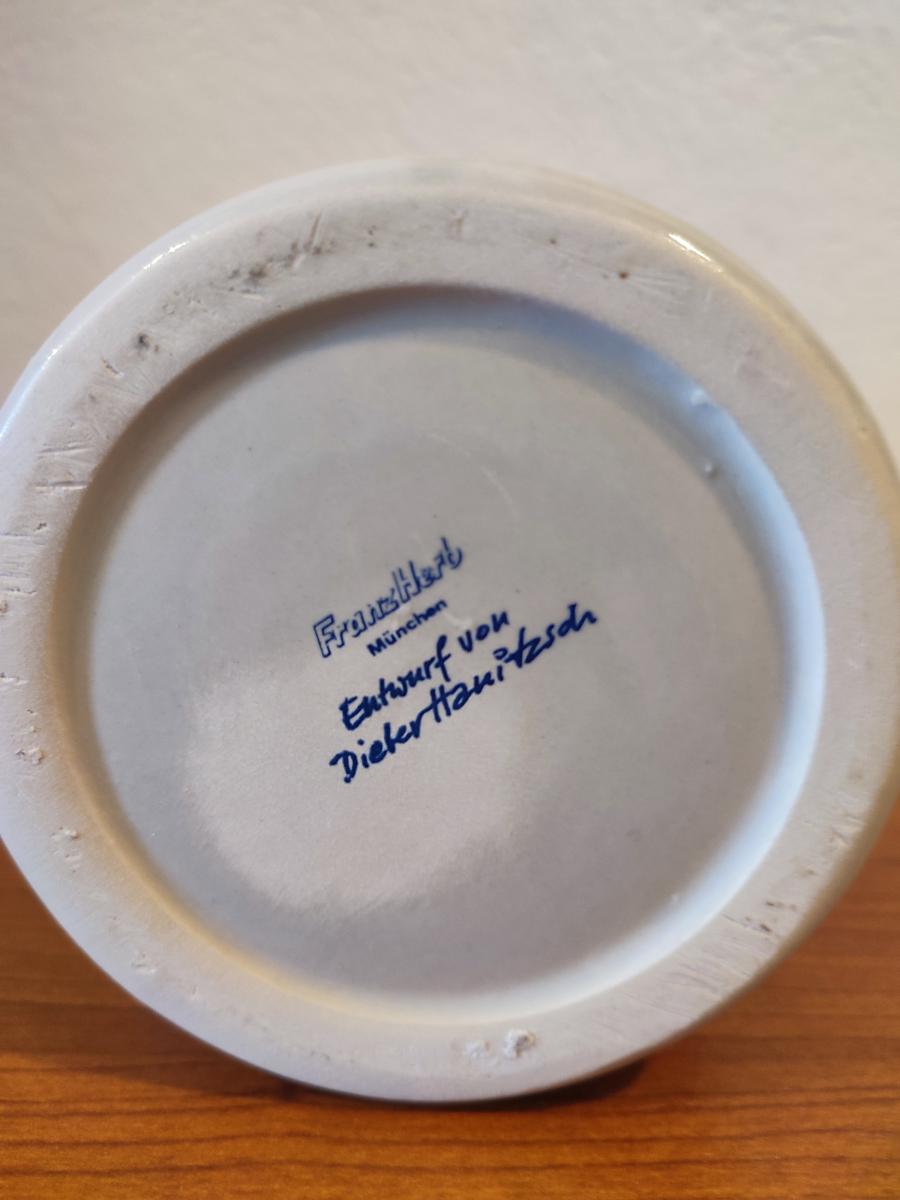 Franz Herb
München
Entwurf von
Dieter Hanitzsch